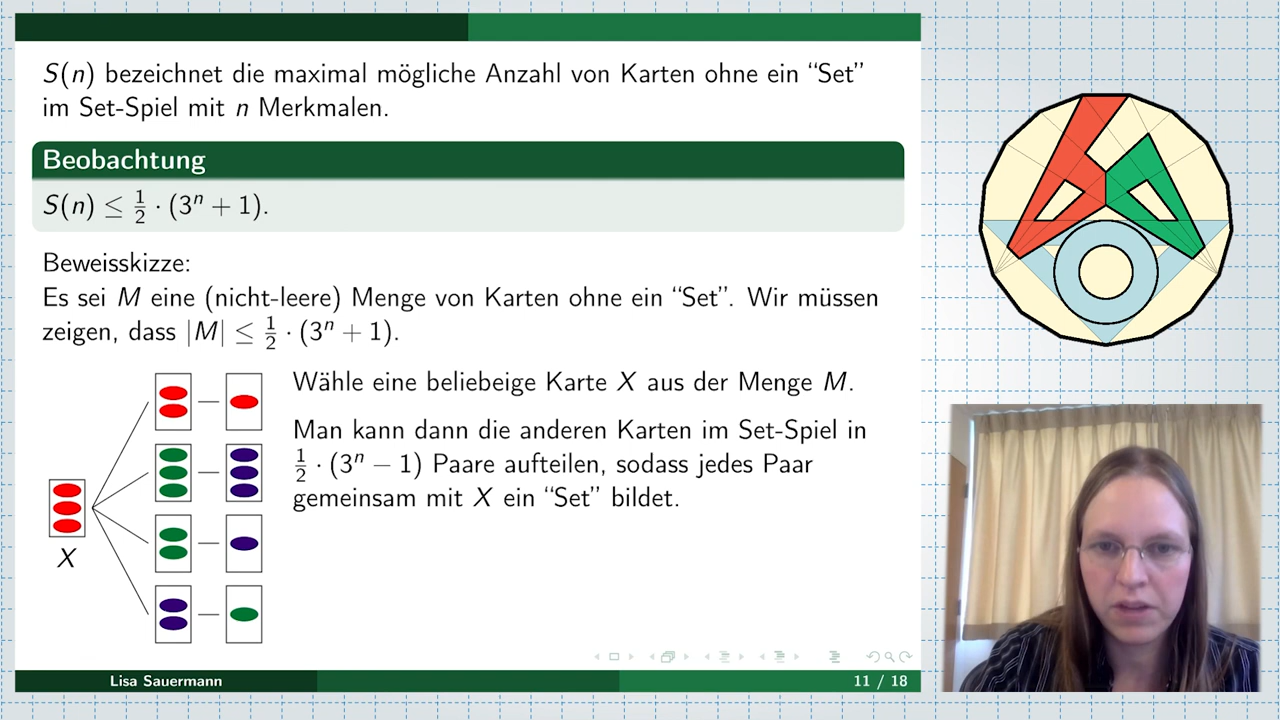 S(n) bezeichnet die maximal mögliche Anzahl von Karten ohne ein “Set”
im Set-Spiel mit n Merkmalen.
Beobachtung
S(n) ≤ 1/2 · (3^n + 1).
Beweisskizze:
Es sei M eine (nicht-leere) Menge von Karten ohne ein “Set”. Wir müssen
zeigen, dass |M| ≤ 1/2 · (3^n + 1).
Wähle eine beliebeige Karte X aus der Menge M.
Man kann dann die anderen Karten im Set-Spiel in
1/2 · (3^n − 1) Paare aufteilen, sodass jedes Paar
gemeinsam mit X ein “Set” bildet.
X
Lisa Sauermann
11 / 18